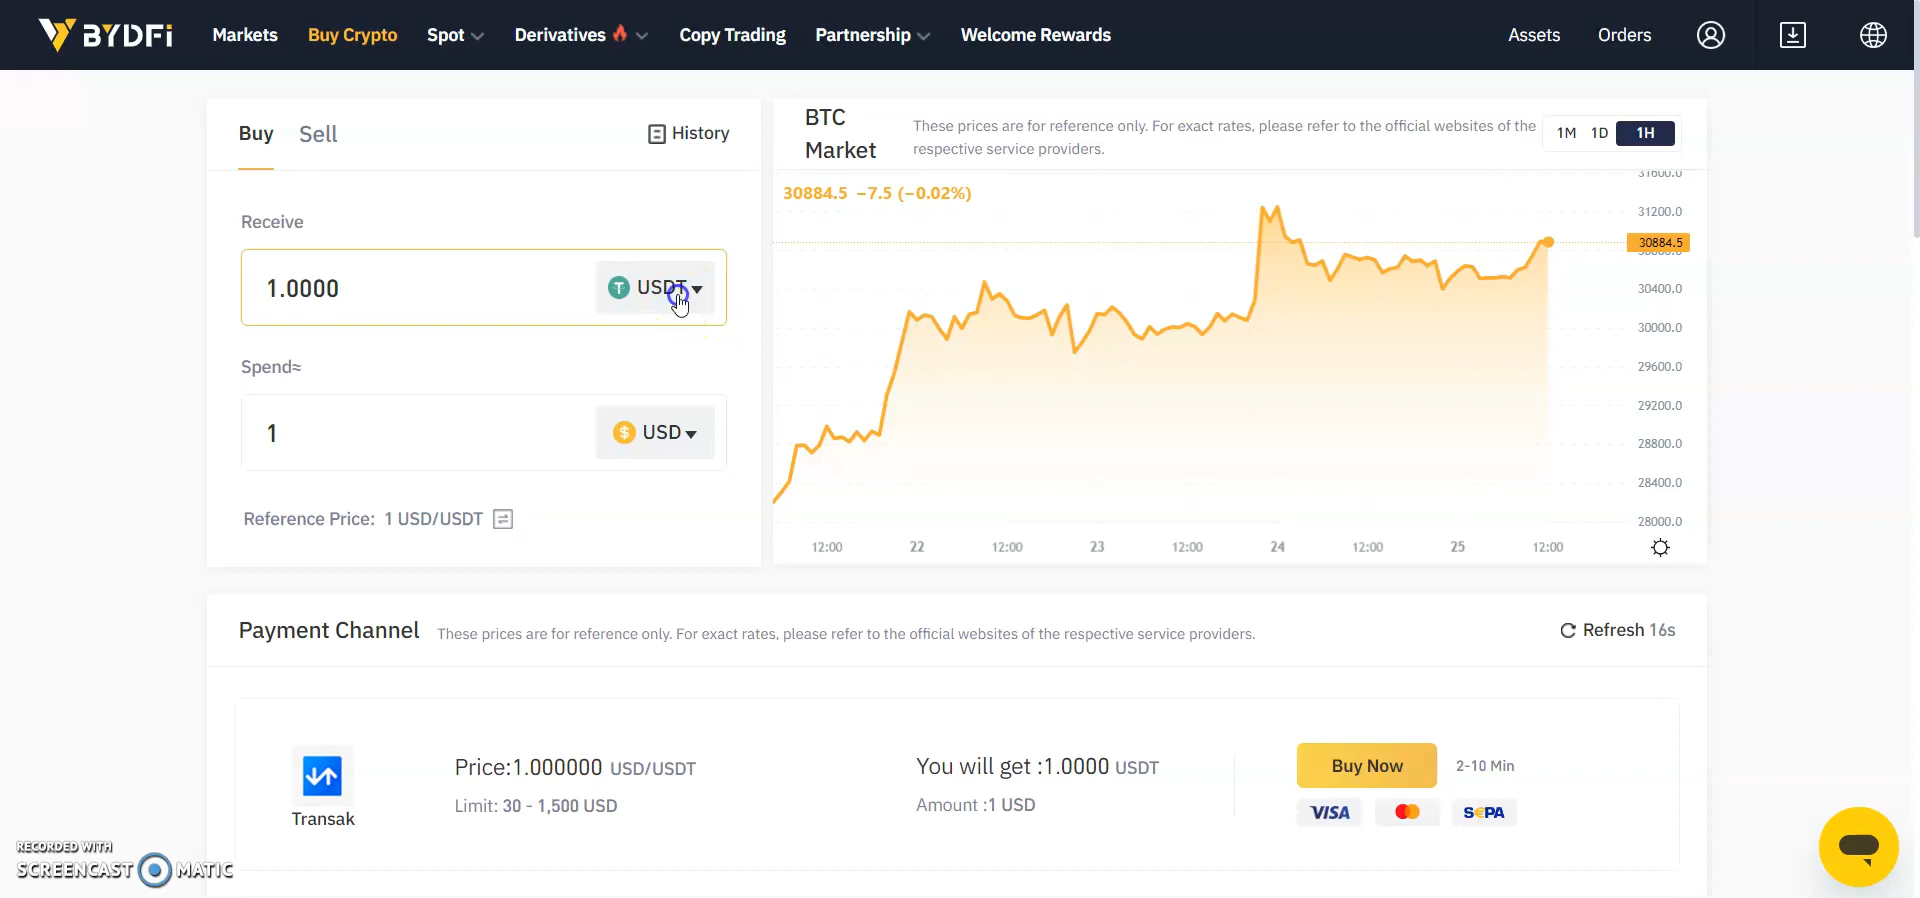 BYDFi Markets Buy Crypto Spot Derivatives Copy Trading Partnership Welcome Rewards Assets Orders
Buy Sell History
Receive
1.0000 USDT
Spend≈
1 USD
Reference Price: 1 USD/USDT
BTC
Market
These prices are for reference only. For exact rates, please refer to the official websites of the
respective service providers.
1M 1D 1H
30884.5 −7.5 (−0.02%)
31600.0
31200.0
30884.5
30800.0
30400.0
30000.0
29600.0
29200.0
28800.0
28400.0
28000.0
12:00 22 12:00 23 12:00 24 12:00 25 12:00
Payment Channel These prices are for reference only. For exact rates, please refer to the official websites of the respective service providers. Refresh 16s
Transak
Price:1.000000 USD/USDT
Limit: 30 - 1,500 USD
You will get :1.0000 USDT
Amount :1 USD
Buy Now 2-10 Min
VISA SEPA
RECORDED WITH
SCREENCAST MATIC